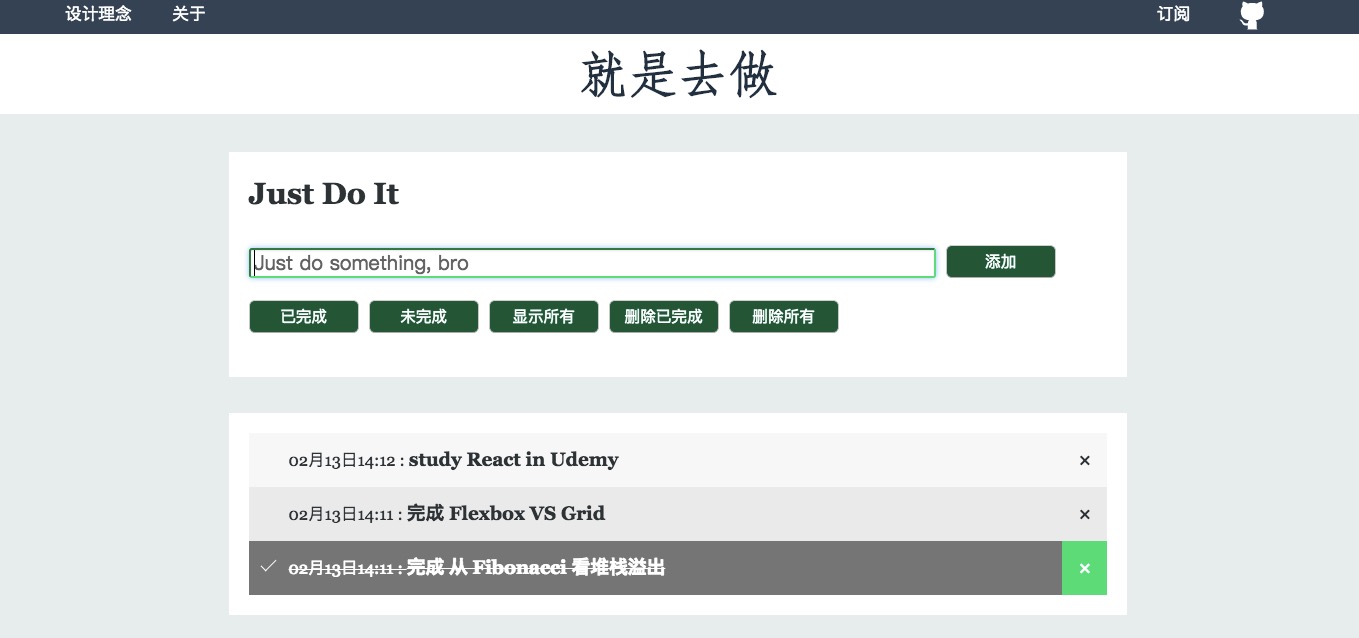 设计理念 关于 订阅
就是去做
Just Do It
Just do something, bro 添加
已完成 未完成 显示所有 删除已完成 删除所有
02月13日14:12 : study React in Udemy ×
02月13日14:11 : 完成 Flexbox VS Grid ×
02月13日14:11 : 完成 从 Fibonacci 看堆栈溢出 ×